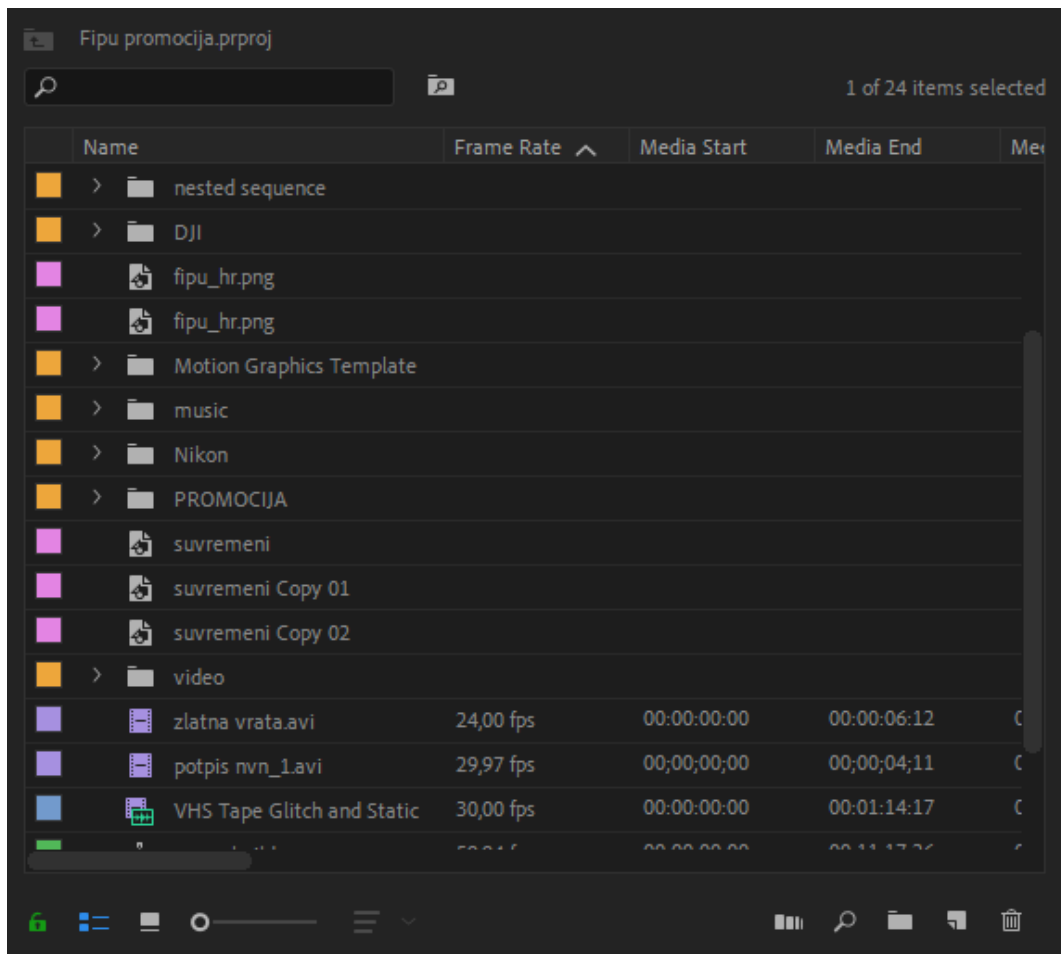 Fipu promocija.prproj
1 of 24 items selected
Name Frame Rate Media Start Media End
nested sequence
DJI
fipu_hr.png
fipu_hr.png
Motion Graphics Template
music
Nikon
PROMOCIJA
suvremeni
suvremeni Copy 01
suvremeni Copy 02
video
zlatna vrata.avi 24,00 fps 00:00:00:00 00:00:06:12
potpis nvn_1.avi 29,97 fps 00;00;00;00 00;00;04;11
VHS Tape Glitch and Static 30,00 fps 00:00:00:00 00:01:14:17